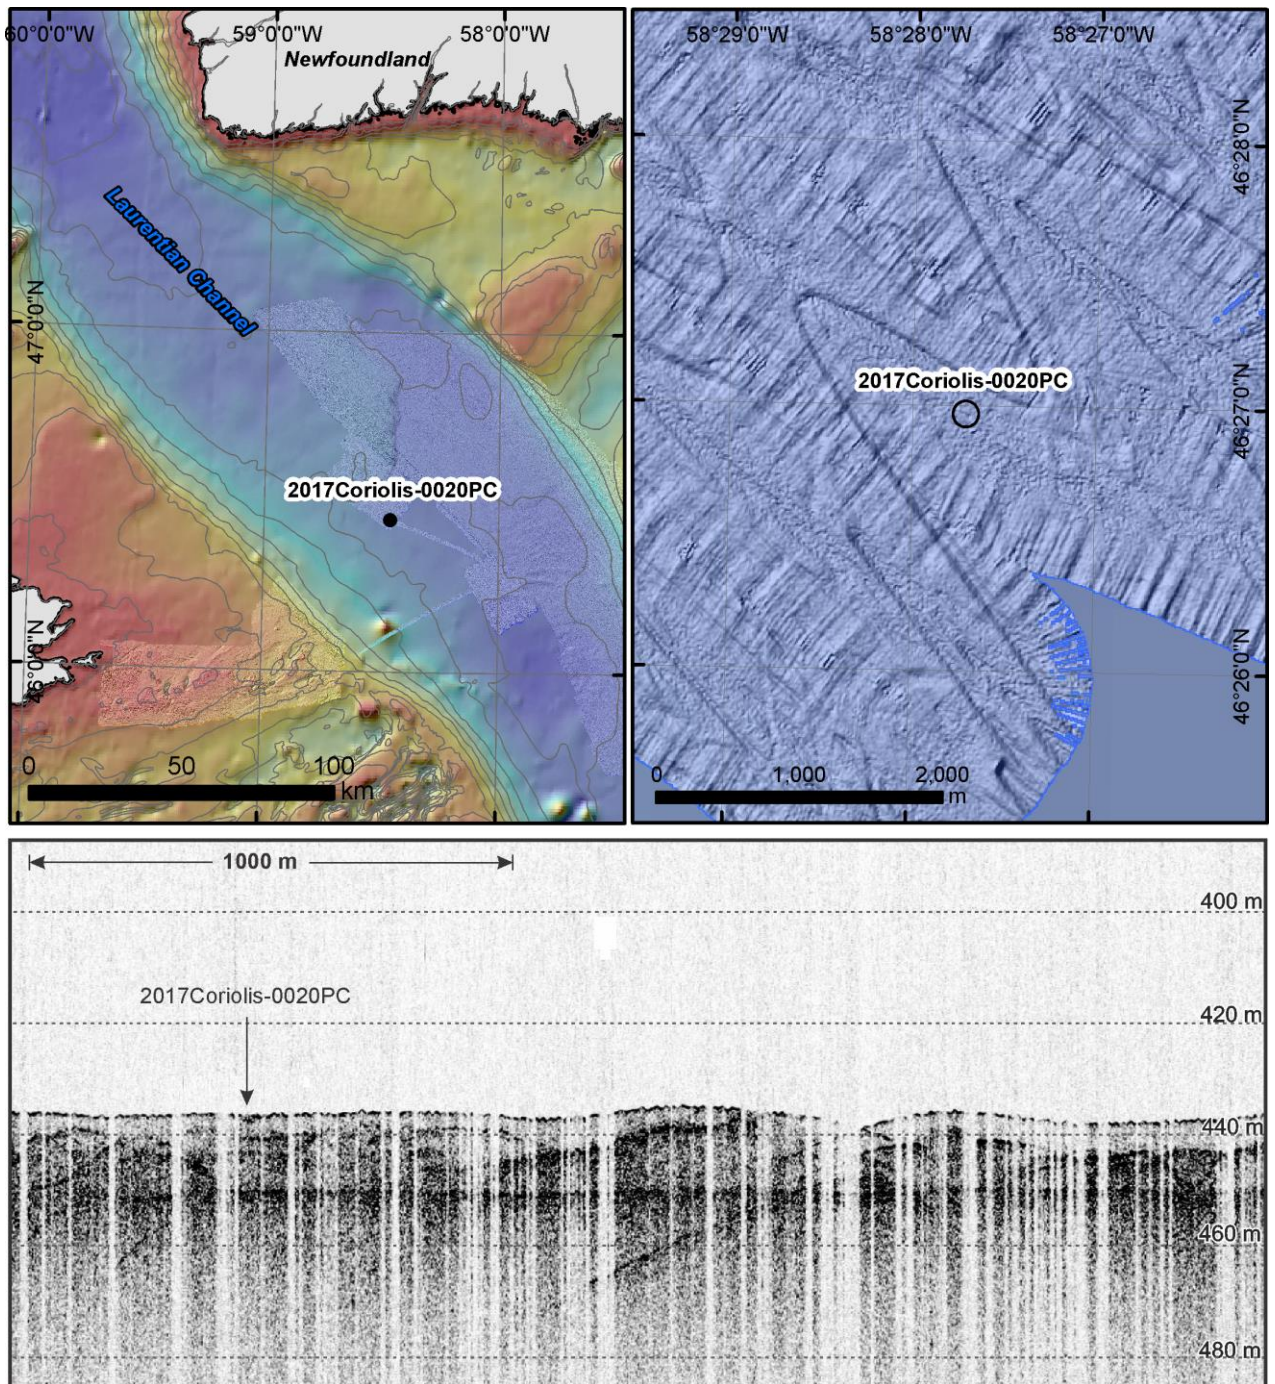 60°0'0"W
59°0'0"W
58°0'0"W
Newfoundland
Laurentian Channel
47°0'0"N
2017Coriolis-0020PC
46°0'0"N
0 50 100
km
58°29'0"W
58°28'0"W
58°27'0"W
46°28'0"N
2017Coriolis-0020PC
46°27'0"N
46°26'0"N
0 1,000 2,000
m
1000 m
400 m
2017Coriolis-0020PC
420 m
440 m
460 m
480 m